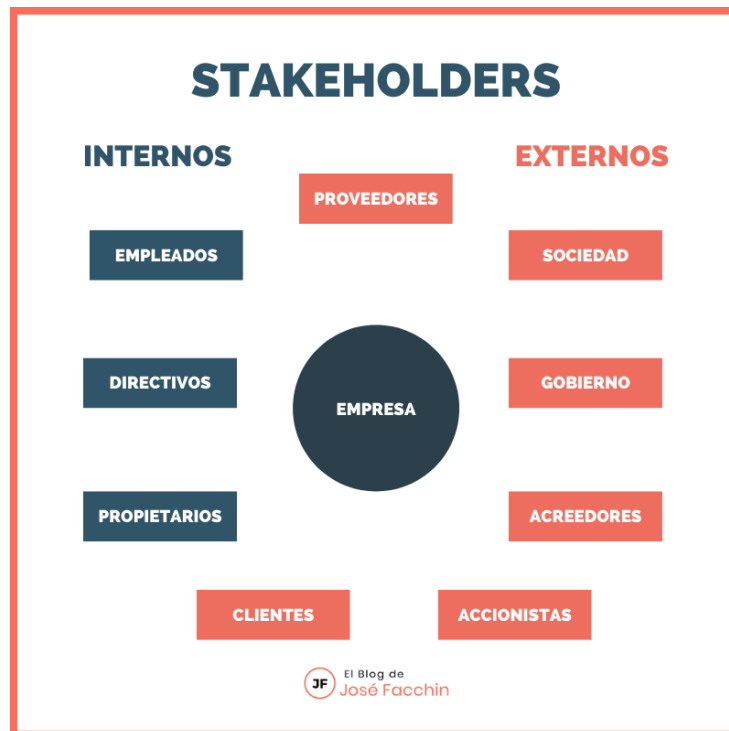 STAKEHOLDERS
INTERNOS
EXTERNOS
PROVEEDORES
EMPLEADOS
SOCIEDAD
DIRECTIVOS
EMPRESA
GOBIERNO
PROPIETARIOS
ACREEDORES
CLIENTES
ACCIONISTAS
JF
El Blog de
José Facchin